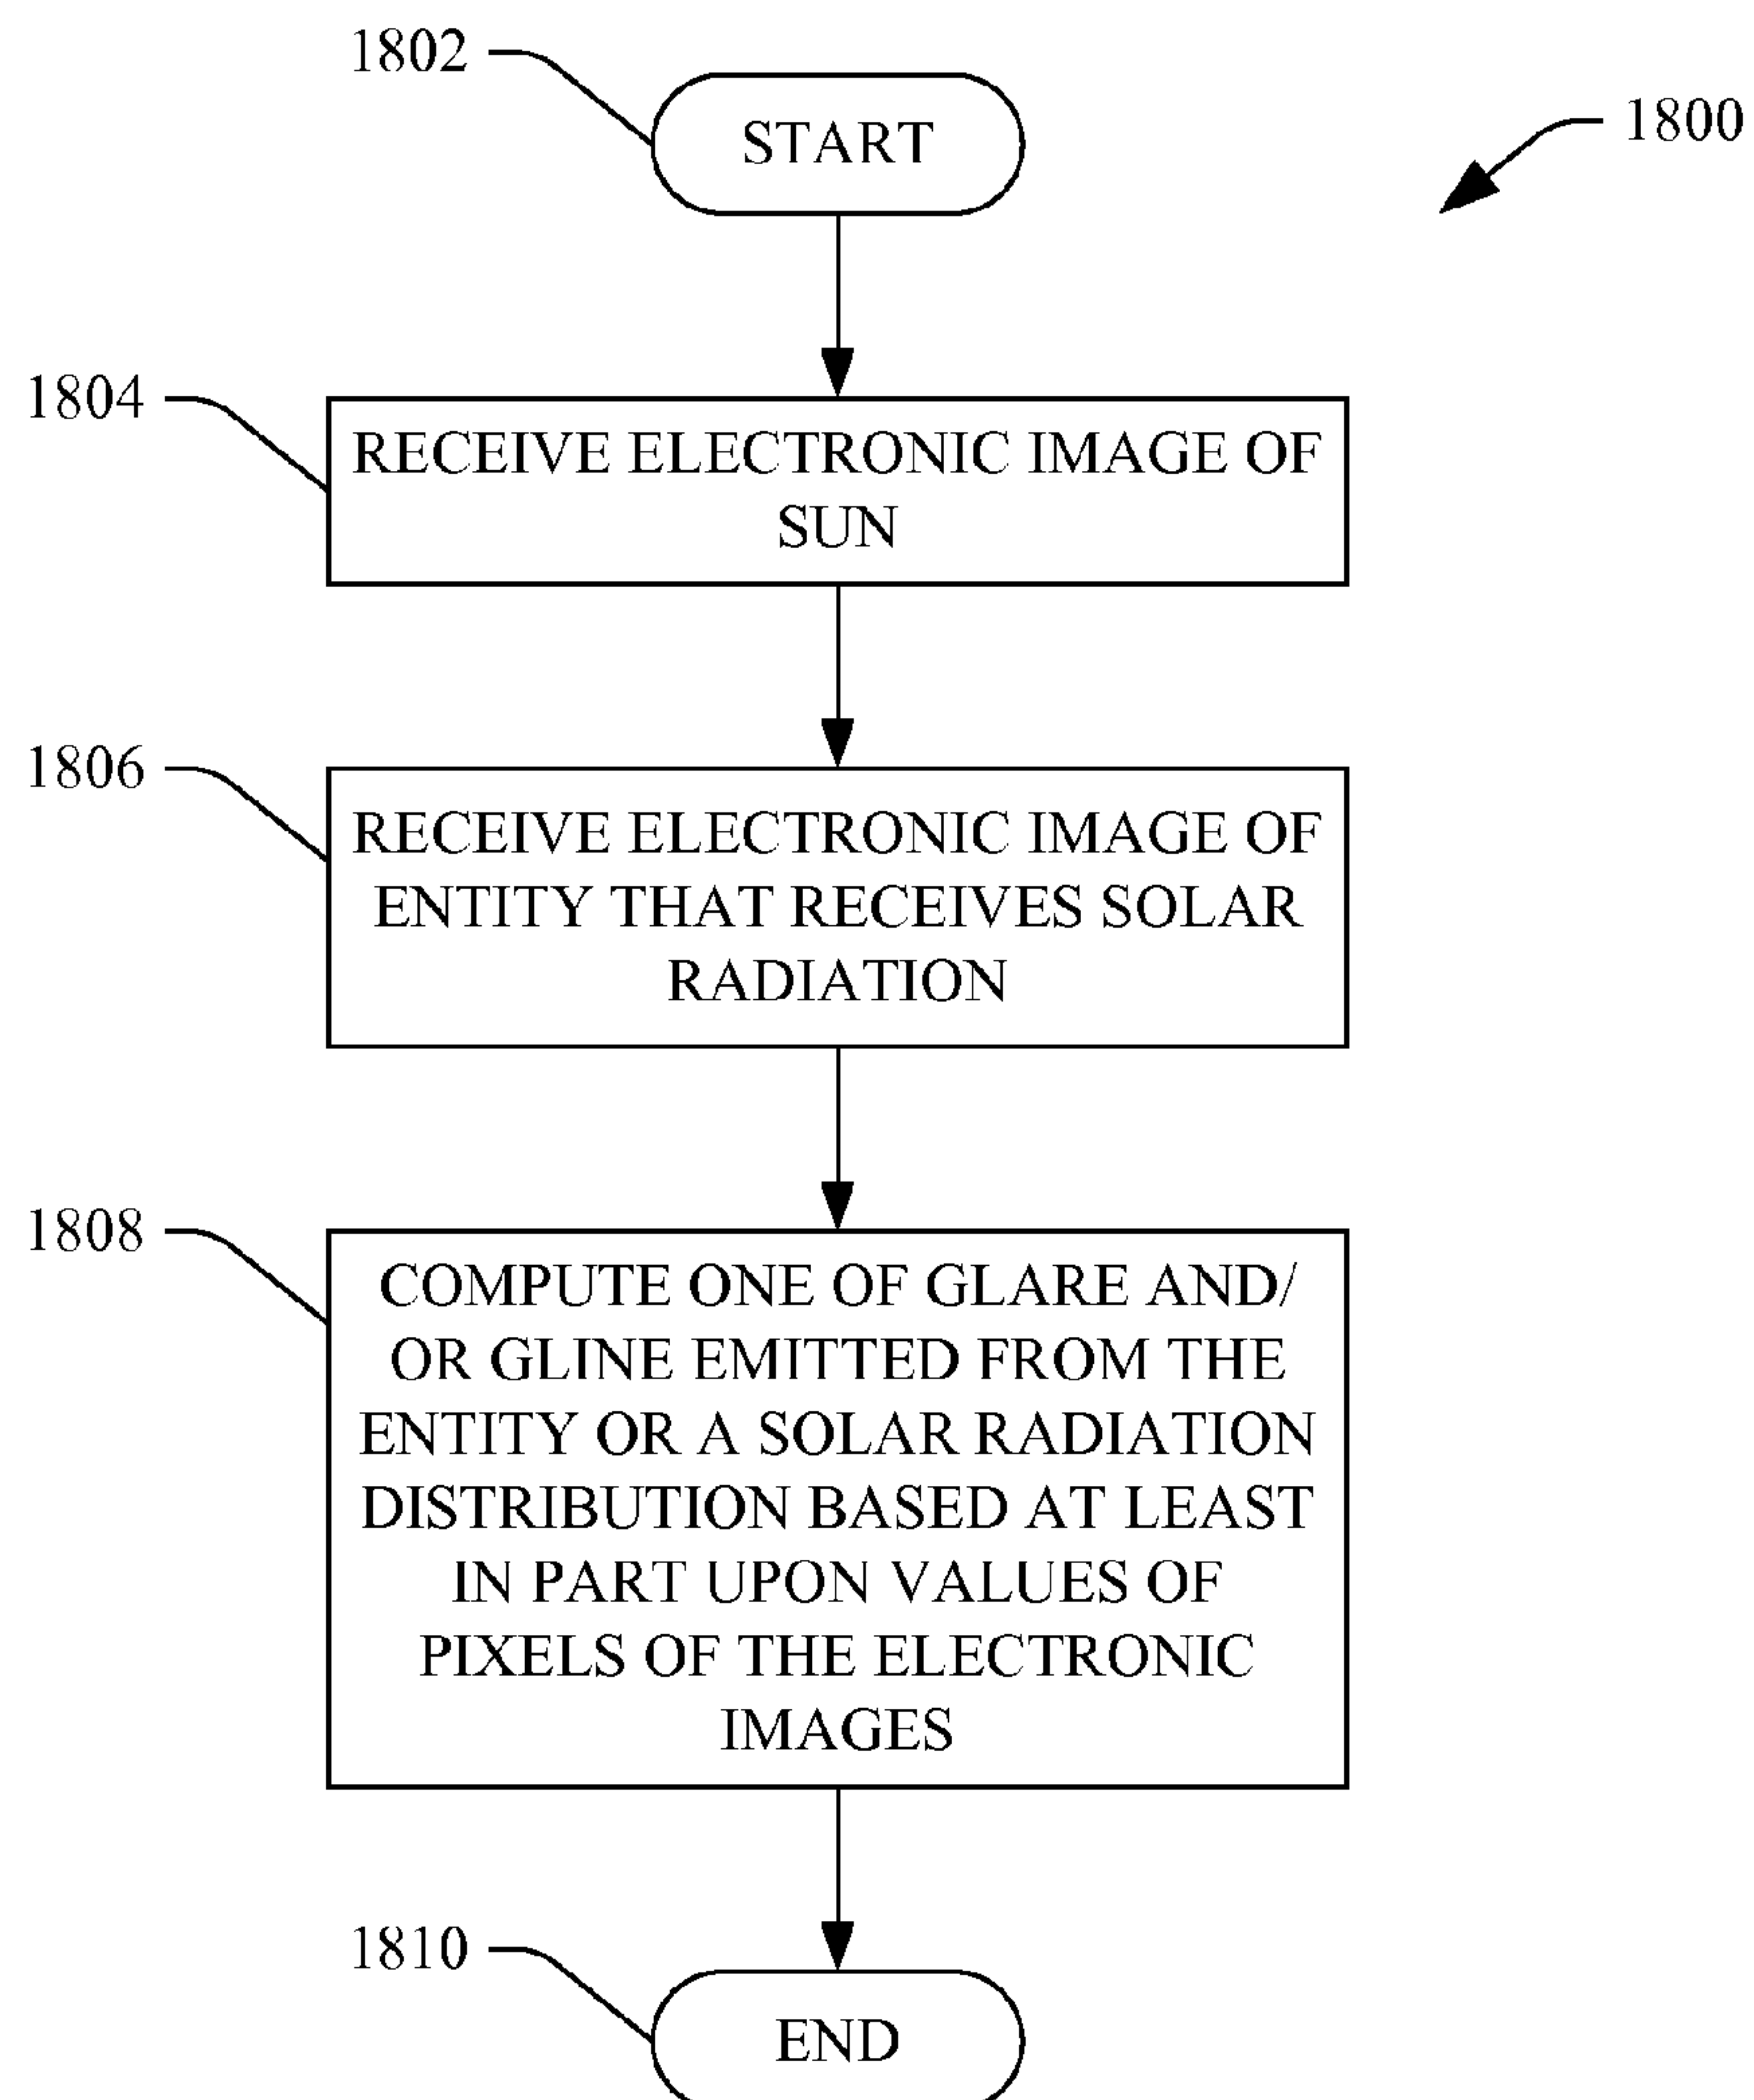 1802
START
1800
1804
RECEIVE ELECTRONIC IMAGE OF
SUN
1806
RECEIVE ELECTRONIC IMAGE OF
ENTITY THAT RECEIVES SOLAR
RADIATION
1808
COMPUTE ONE OF GLARE AND/
OR GLINE EMITTED FROM THE
ENTITY OR A SOLAR RADIATION
DISTRIBUTION BASED AT LEAST
IN PART UPON VALUES OF
PIXELS OF THE ELECTRONIC
IMAGES
1810
END